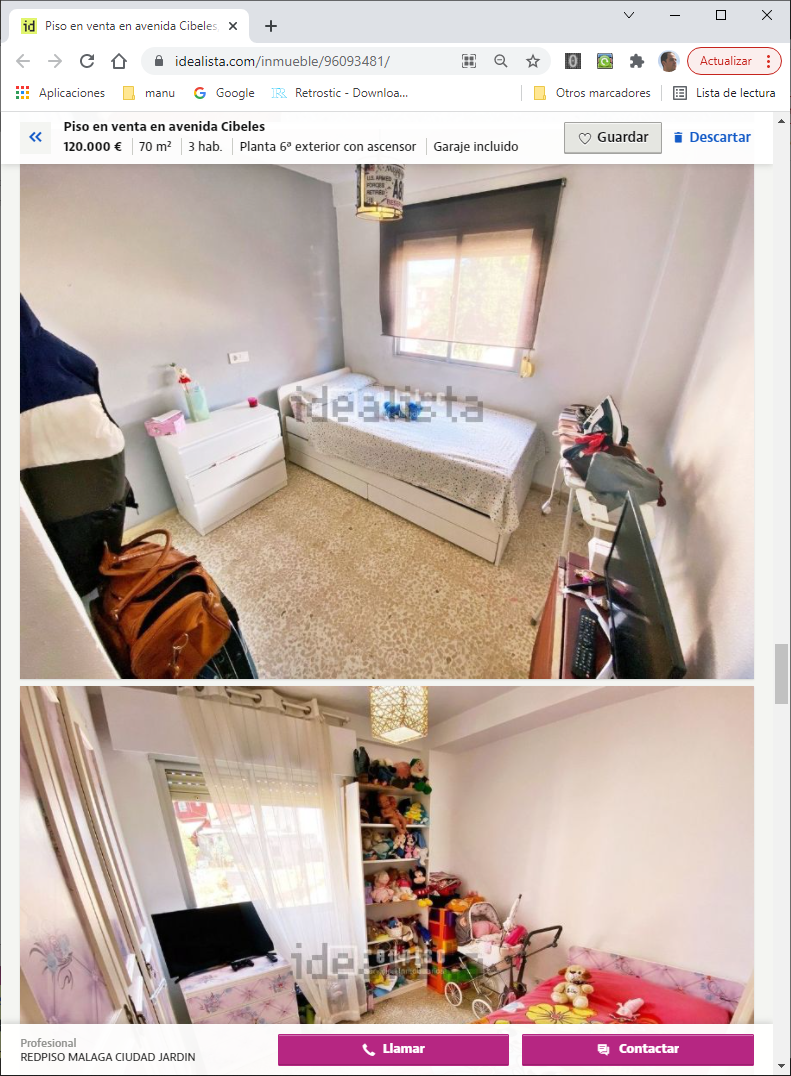 id Piso en venta en avenida Cibeles,
idealista.com/inmueble/96093481/
Actualizar
Aplicaciones manu Google Retrostic - Downloa... Otros marcadores Lista de lectura
Piso en venta en avenida Cibeles
120.000 € 70 m² 3 hab. Planta 6ª exterior con ascensor Garaje incluido
Guardar Descartar
idealista
Profesional
REDPISO MALAGA CIUDAD JARDIN
Llamar Contactar